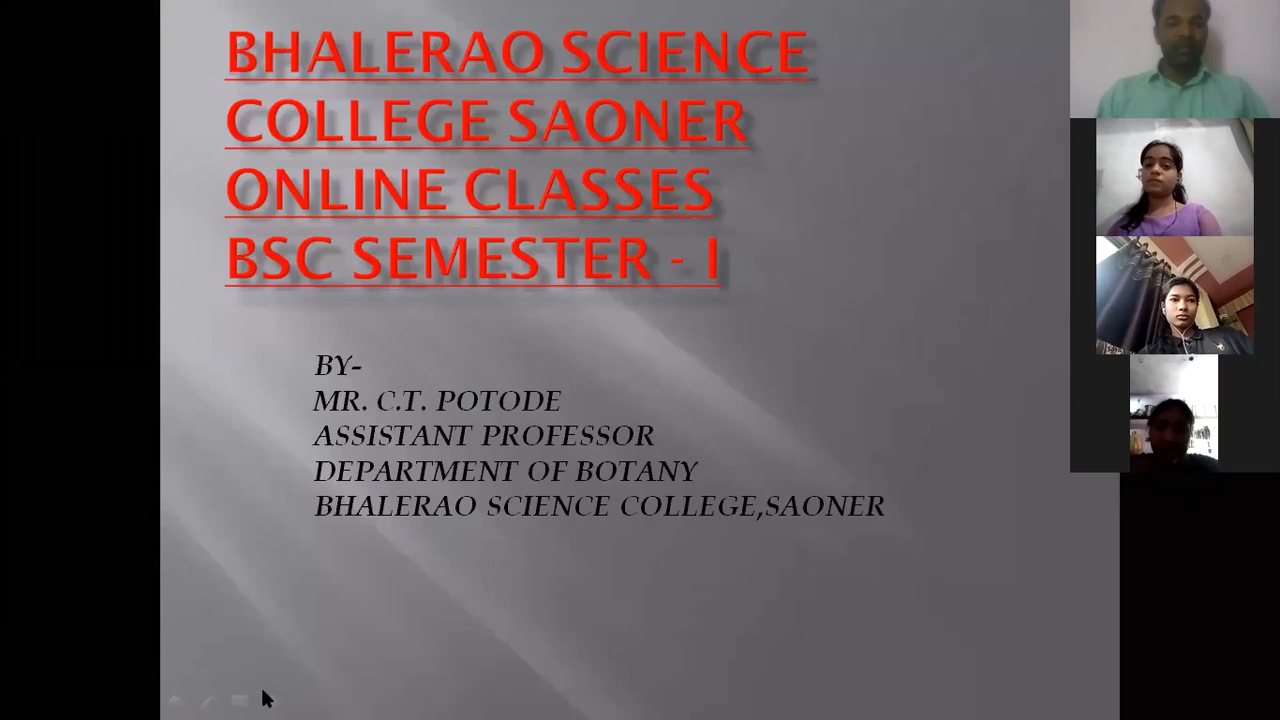 BHALERAO SCIENCE
COLLEGE SAONER
ONLINE CLASSES
BSC SEMESTER - I
BY-
MR. C.T. POTODE
ASSISTANT PROFESSOR
DEPARTMENT OF BOTANY
BHALERAO SCIENCE COLLEGE,SAONER